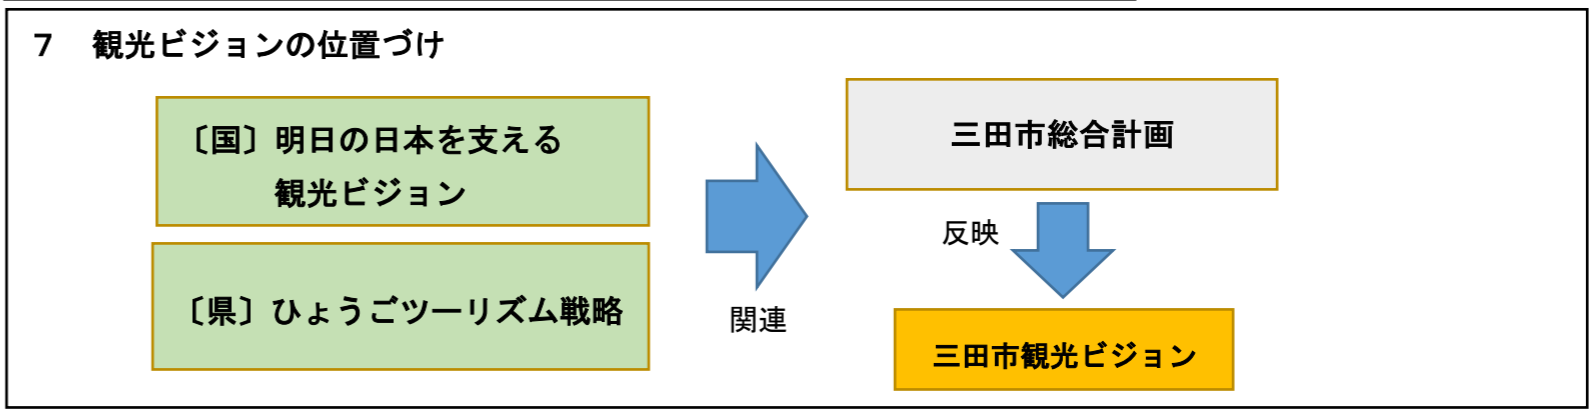 ７　観光ビジョンの位置づけ
〔国〕明日の日本を支える
観光ビジョン
〔県〕ひょうごツーリズム戦略
関連
三田市総合計画
反映
三田市観光ビジョン